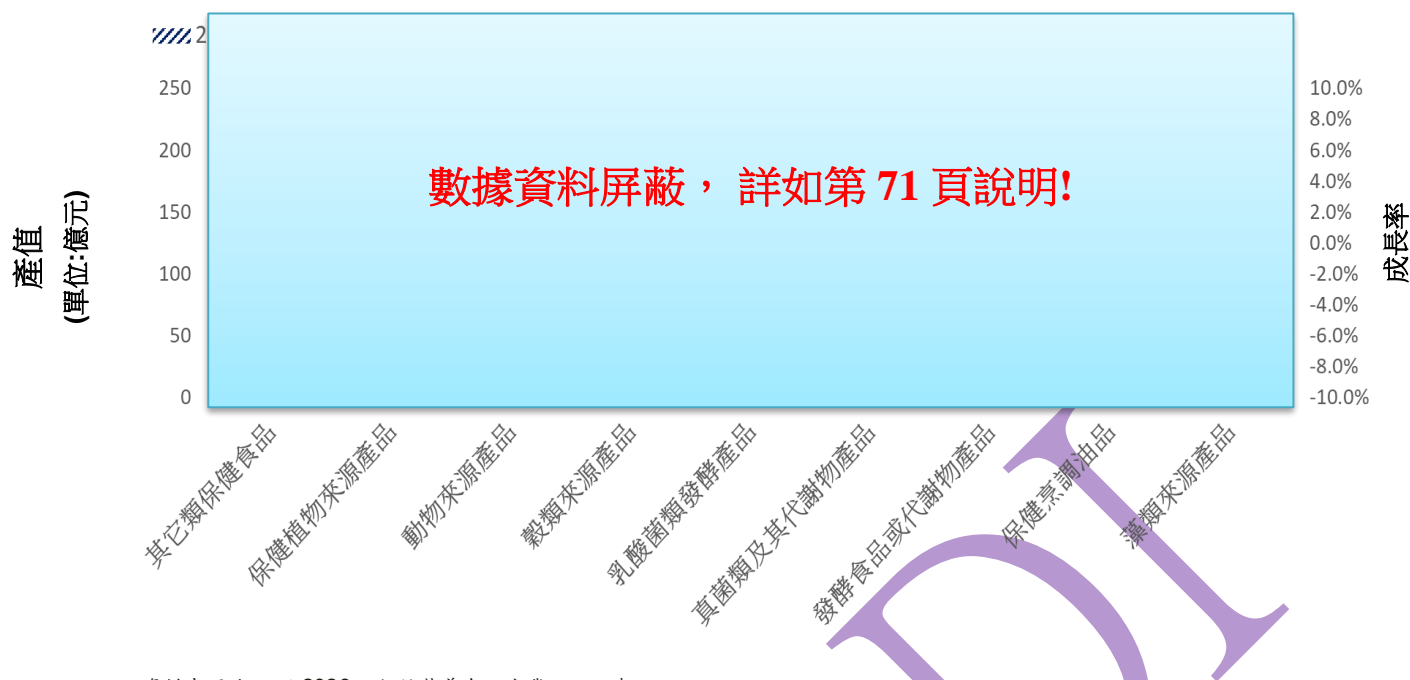 2
250
200
150
100
50
0
產值
(單位:億元)
數據資料屏蔽， 詳如第 71 頁說明!
10.0%
8.0%
6.0%
4.0%
2.0%
0.0%
-2.0%
-4.0%
-6.0%
-8.0%
-10.0%
成長率
其它類保健食品
保健植物來源產品
動物來源產品
穀類來源產品
乳酸菌類發酵產品
真菌類及其代謝物產品
發酵食品或代謝物產品
保健烹調油品
藻類來源產品
DI